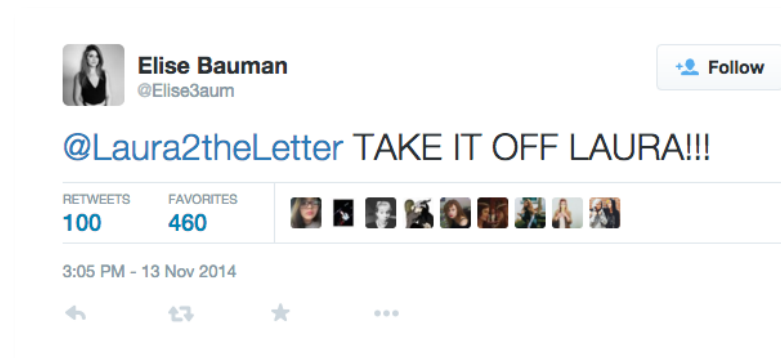 Elise Bauman
@Elise3aum
Follow
@Laura2theLetter TAKE IT OFF LAURA!!!
RETWEETS FAVORITES
100 460
3:05 PM - 13 Nov 2014